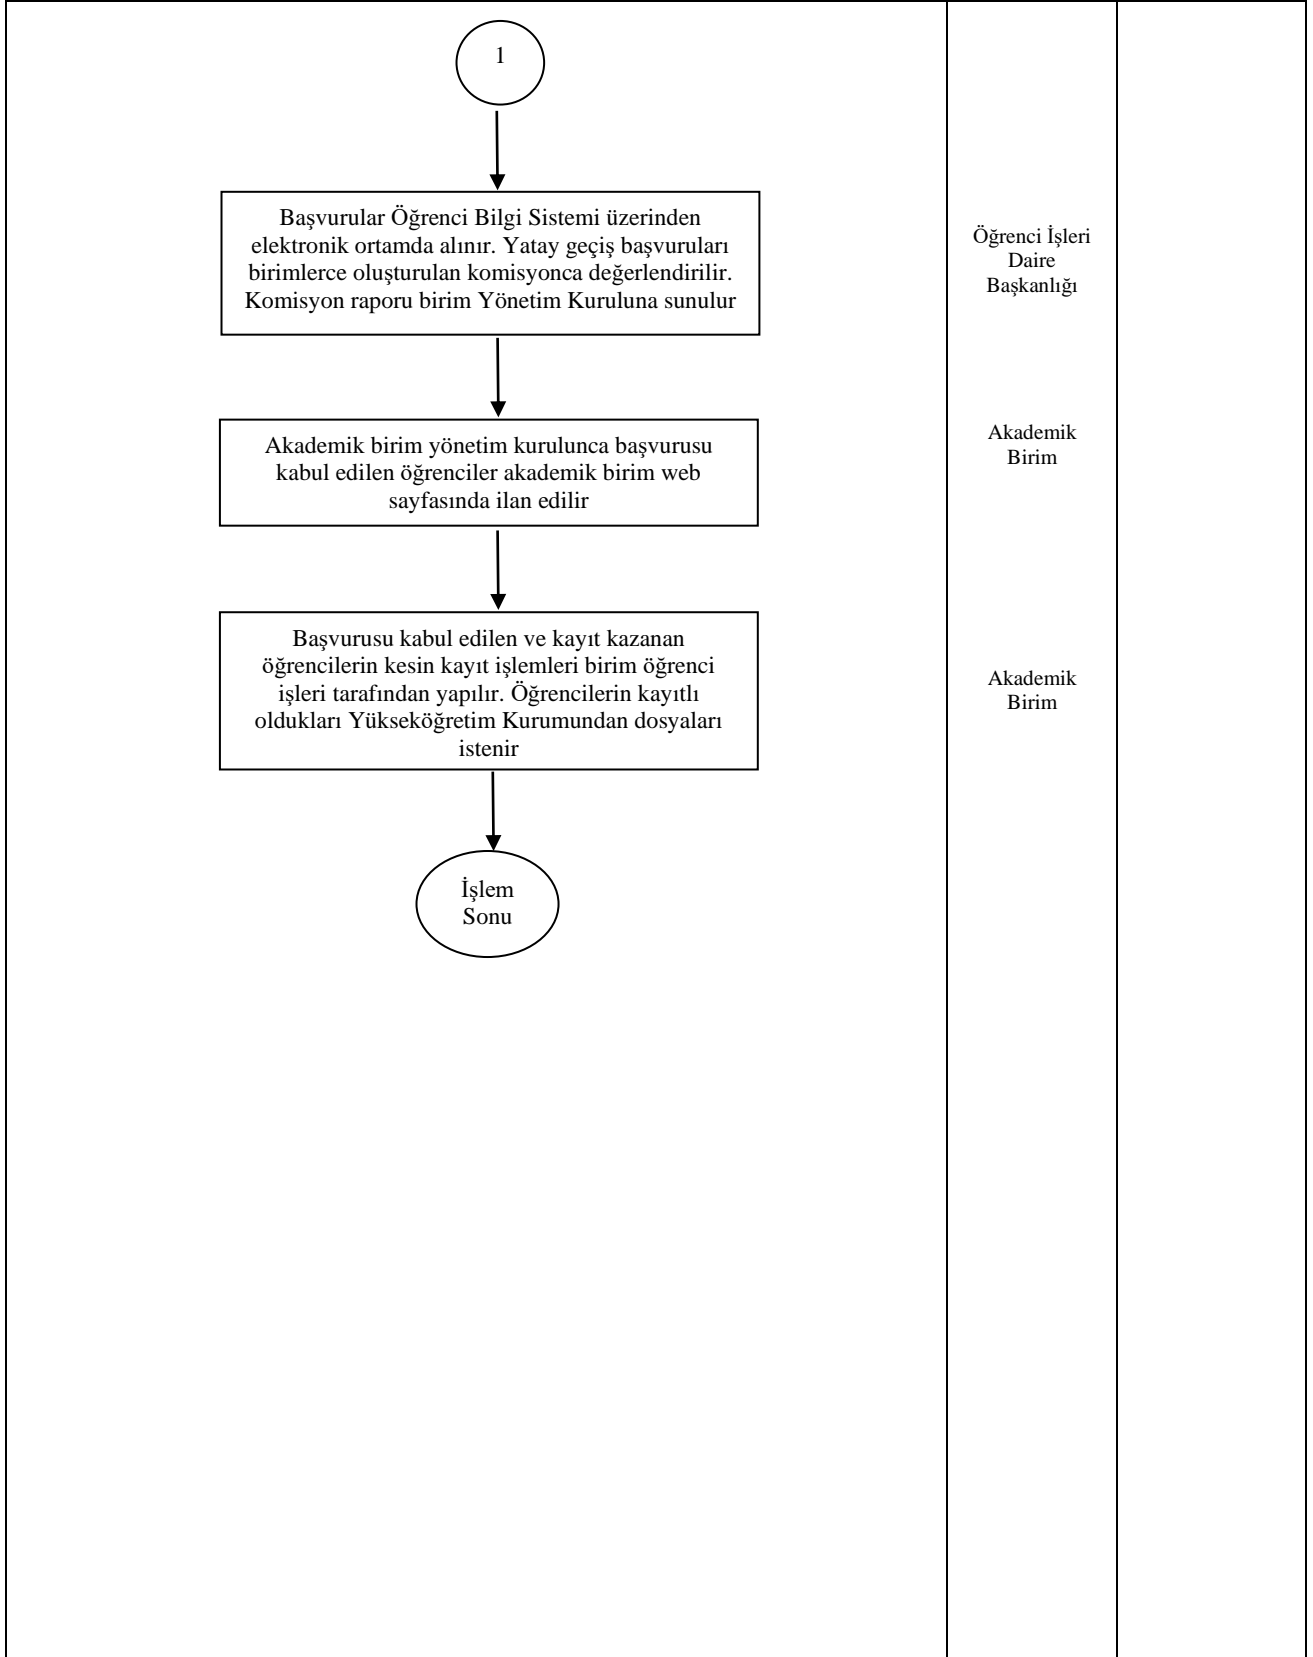 1
Başvurular Öğrenci Bilgi Sistemi üzerinden
elektronik ortamda alınır. Yatay geçiş başvuruları
birimlerce oluşturulan komisyonca değerlendirilir.
Komisyon raporu birim Yönetim Kuruluna sunulur
Öğrenci İşleri
Daire
Başkanlığı
Akademik birim yönetim kurulunca başvurusu
kabul edilen öğrenciler akademik birim web
sayfasında ilan edilir
Akademik
Birim
Başvurusu kabul edilen ve kayıt kazanan
öğrencilerin kesin kayıt işlemleri birim öğrenci
işleri tarafından yapılır. Öğrencilerin kayıtlı
oldukları Yükseköğretim Kurumundan dosyaları
istenir
Akademik
Birim
İşlem
Sonu